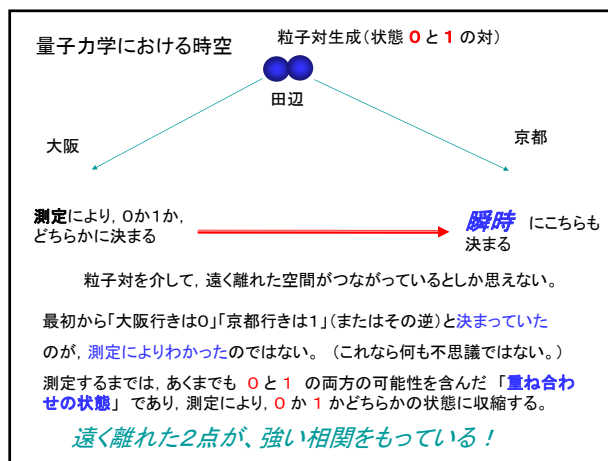 量子力学における時空
粒子対生成（状態 0 と 1 の対）
田辺
大阪
京都
測定により，０か１か，
どちらかに決まる
瞬時 にこちらも
決まる
粒子対を介して，遠く離れた空間がつながっているとしか思えない。
最初から「大阪行きは０」「京都行きは１」（またはその逆）と決まっていた
のが，測定によりわかったのではない。（これなら何も不思議ではない。）
測定するまでは，あくまでも ０と１ の両方の可能性を含んだ 「重ね合わ
せの状態」 であり，測定により，０か１かどちらかの状態に収縮する。
遠く離れた２点が、強い相関をもっている！